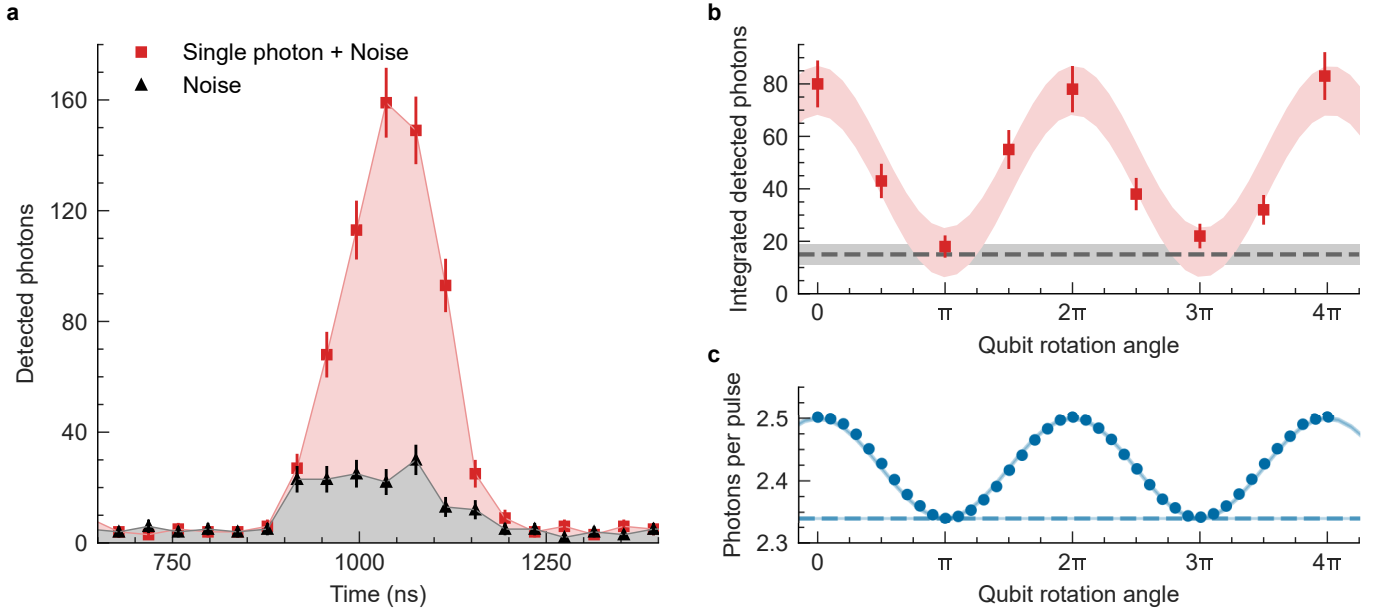 a
Single photon + Noise
Noise
Detected photons
160
120
80
40
0
750
1000
1250
Time (ns)
b
Integrated detected photons
80
60
40
20
0
0
π
2π
3π
4π
Qubit rotation angle
c
Photons per pulse
2.5
2.4
2.3
0
π
2π
3π
4π
Qubit rotation angle